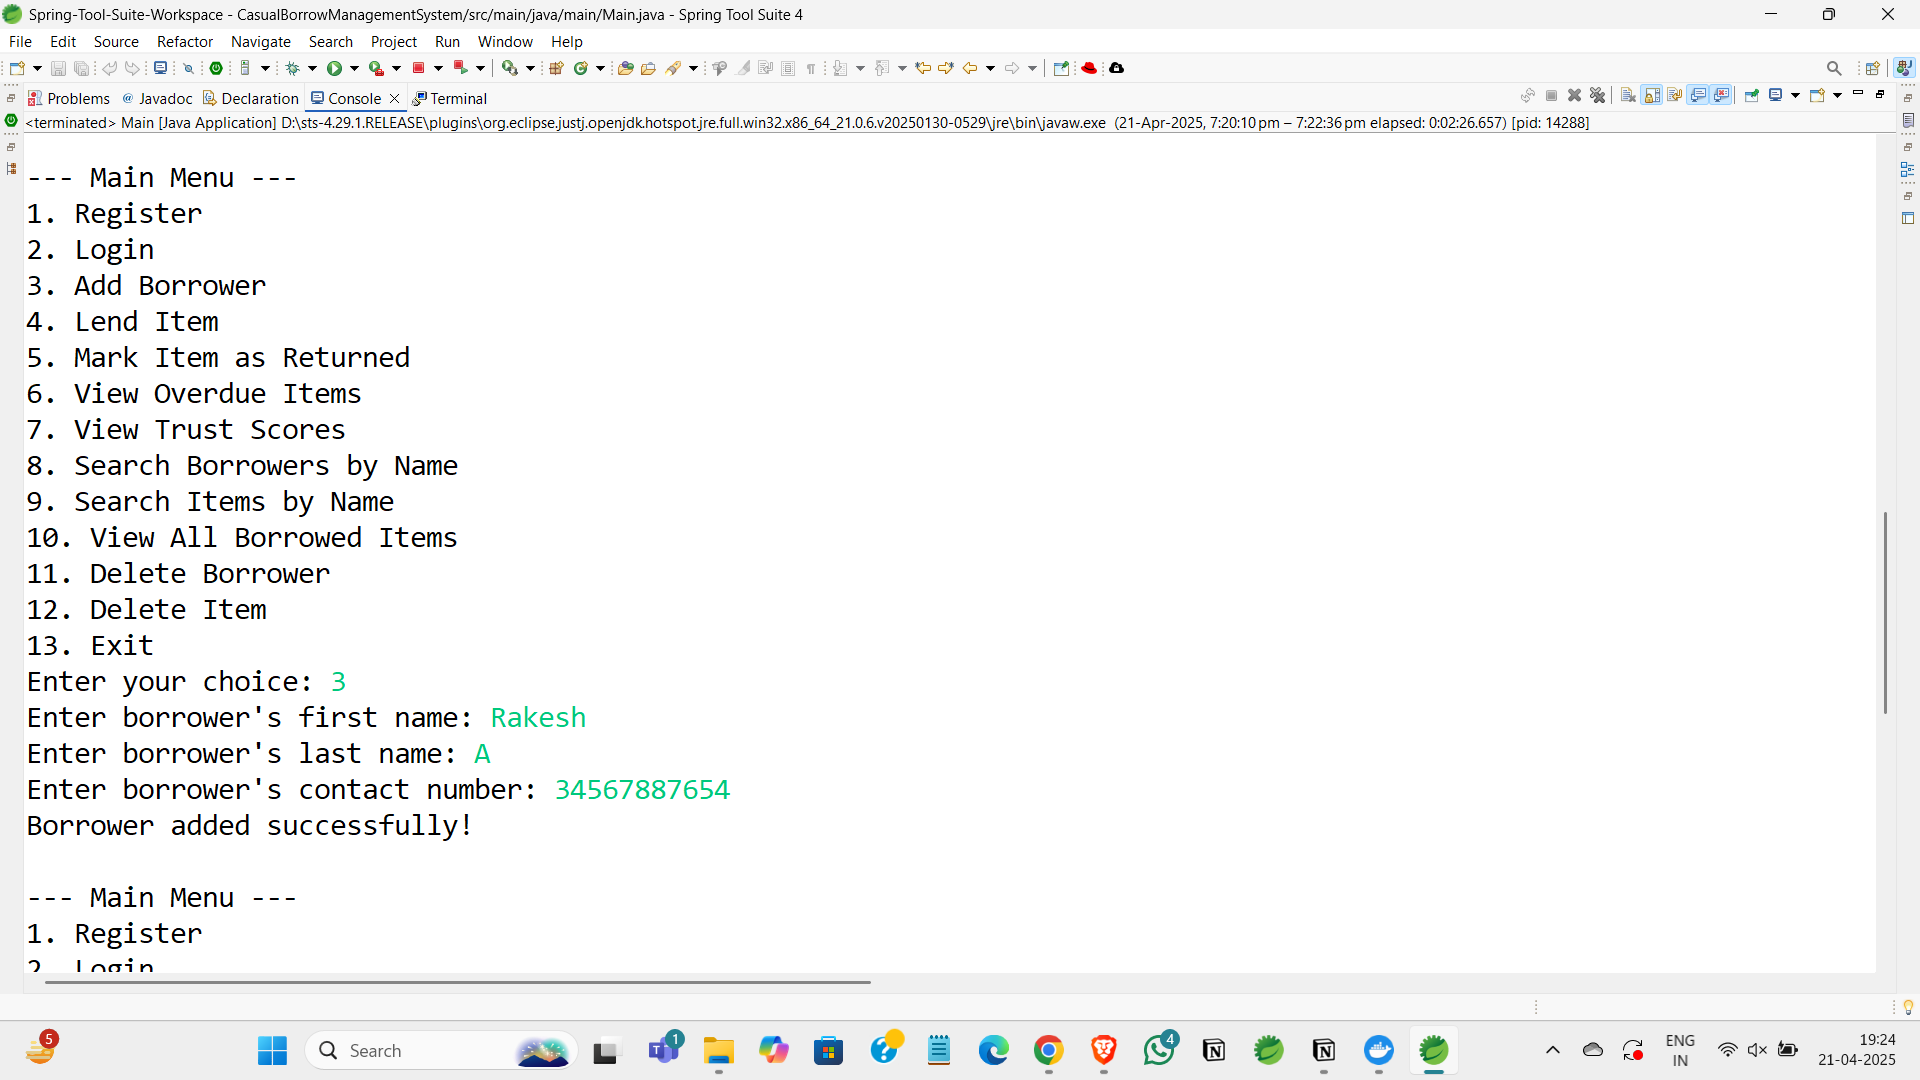 Spring-Tool-Suite-Workspace - CasualBorrowManagementSystem/src/main/java/main/Main.java - Spring Tool Suite 4
File Edit Source Refactor Navigate Search Project Run Window Help
Problems @ Javadoc Declaration Console Terminal
<terminated> Main [Java Application] D:\sts-4.29.1.RELEASE\plugins\org.eclipse.justj.openjdk.hotspot.jre.full.win32.x86_64_21.0.6.v20250130-0529\jre\bin\javaw.exe (21-Apr-2025, 7:20:10 pm – 7:22:36 pm elapsed: 0:02:26.657) [pid: 14288]
--- Main Menu ---
1. Register
2. Login
3. Add Borrower
4. Lend Item
5. Mark Item as Returned
6. View Overdue Items
7. View Trust Scores
8. Search Borrowers by Name
9. Search Items by Name
10. View All Borrowed Items
11. Delete Borrower
12. Delete Item
13. Exit
Enter your choice: 3
Enter borrower's first name: Rakesh
Enter borrower's last name: A
Enter borrower's contact number: 34567887654
Borrower added successfully!
--- Main Menu ---
1. Register
2. Login
5
Search
1
4
ENG
IN
19:24
21-04-2025